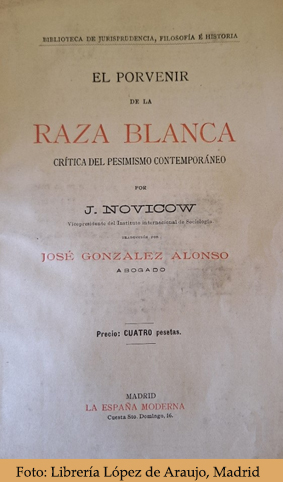 BIBLIOTECA DE JURISPRUDENCIA, FILOSOFÍA É HISTORIA
EL PORVENIR
DE LA
RAZA BLANCA
CRÍTICA DEL PESIMISMO CONTEMPORÁNEO
POR
J. NOVICOW
Vicepresidente del Instituto internacional de Sociología
TRADUCCIÓN POR
JOSÉ GONZÁLEZ ALONSO
ABOGADO
Precio: CUATRO pesetas.
MADRID
LA ESPAÑA MODERNA
Cuesta Sto. Domingo, 16.
Foto: Librería López de Araujo, Madrid